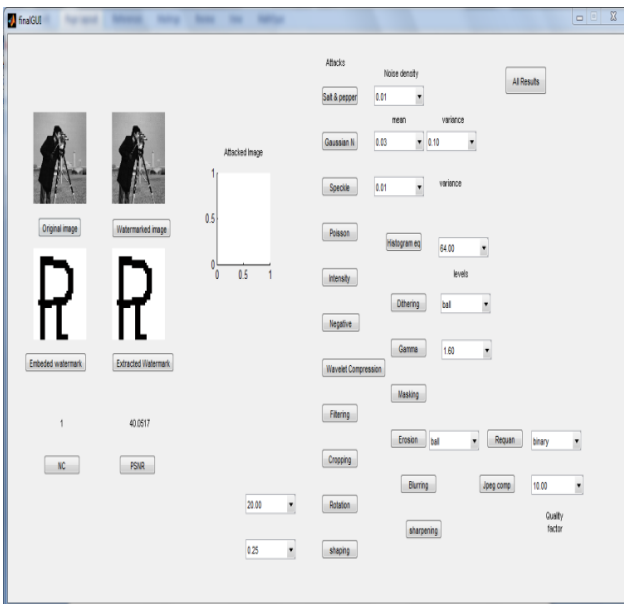 finalGUI
Attacks
Noise density
All Results
Salt & pepper
0.01
mean
variance
Gaussian N
0.03
0.10
Attacked Image
1
0.5
0
0
0.5
1
Speckle
0.01
variance
Original image
Watermarked image
Poisson
Histogram eq
64.00
levels
Intensity
Dithering
ball
Negative
Gamma
1.60
Embeded watermark
Extracted Watermark
Wavelet Compression
Masking
Filtering
1
40.0517
Erosion
ball
Requan
binary
NC
PSNR
Cropping
Blurring
Jpeg comp
10.00
20.00
Rotation
Quality
factor
sharpening
0.25
shaping